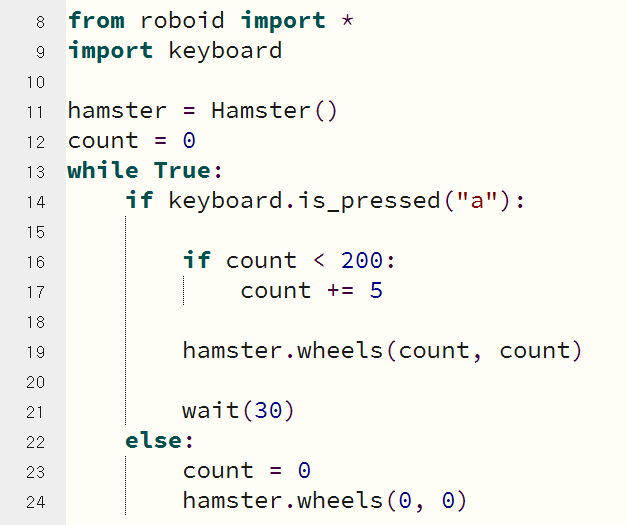 8 from roboid import *
9 import keyboard
10
11 hamster = Hamster()
12 count = 0
13 while True:
14     if keyboard.is_pressed("a"):
15
16         if count < 200:
17             count += 5
18
19         hamster.wheels(count, count)
20
21         wait(30)
22     else:
23         count = 0
24         hamster.wheels(0, 0)